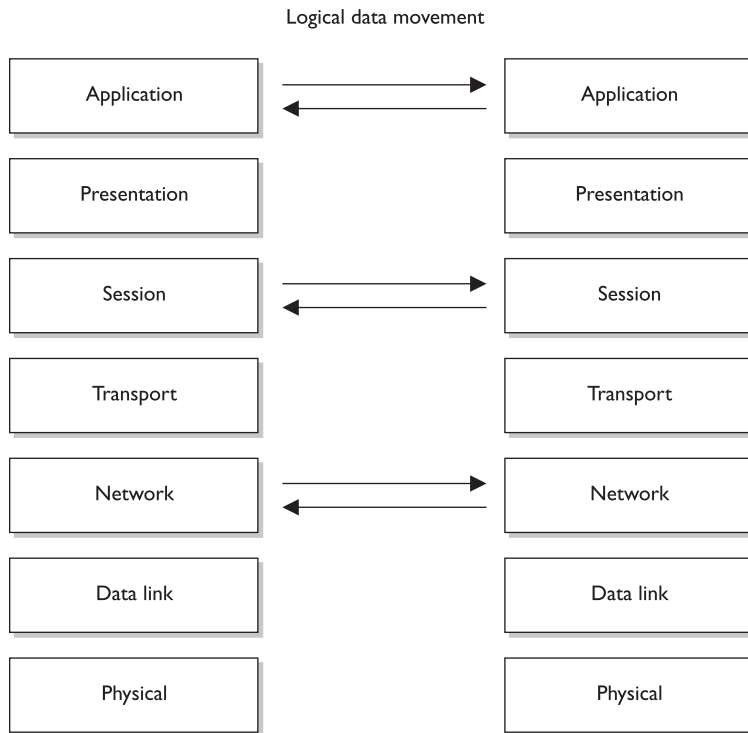 Logical data movement
Application
Application
Presentation
Presentation
Session
Session
Transport
Transport
Network
Network
Data link
Data link
Physical
Physical